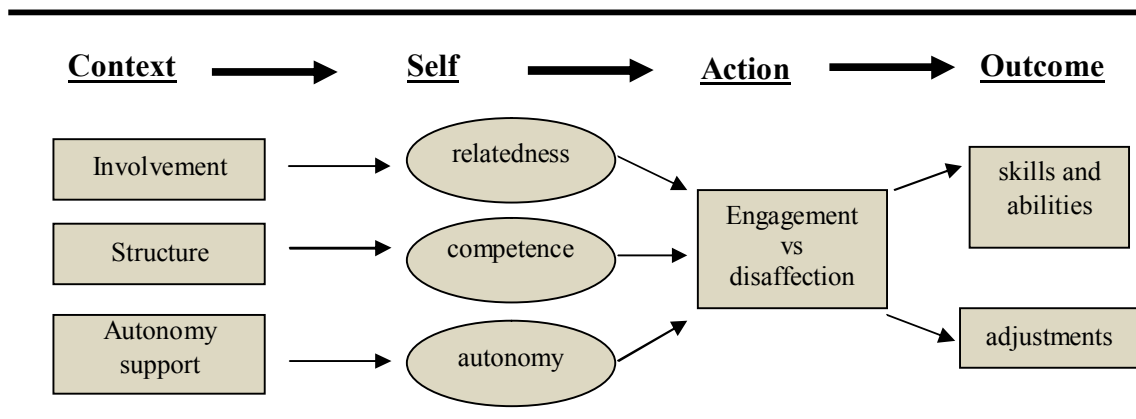 Context
Self
Action
Outcome
Involvement
relatedness
Engagement
vs
disaffection
skills and
abilities
Structure
competence
Autonomy
support
autonomy
adjustments